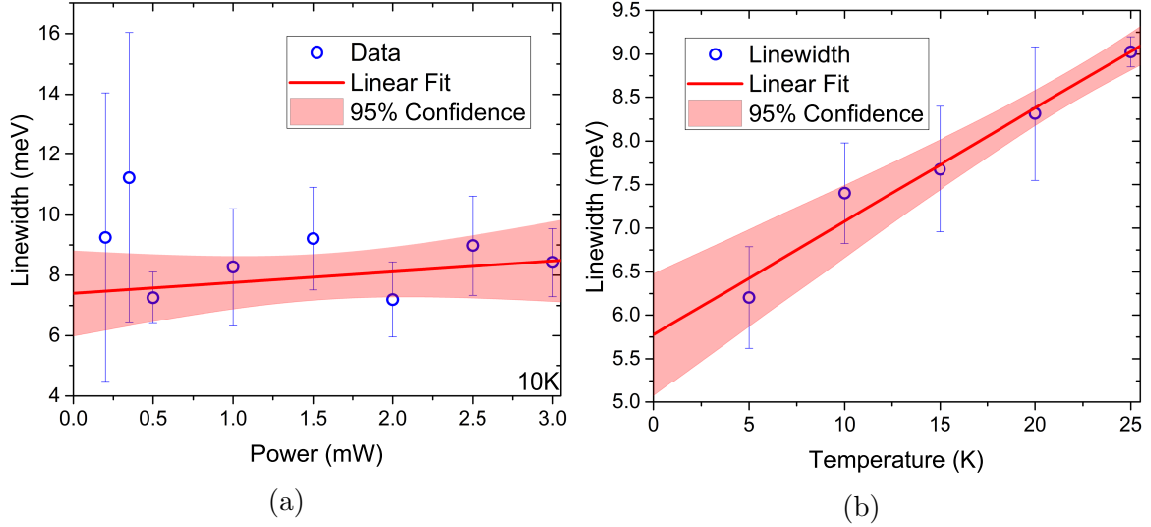 16
14
12
10
8
6
4
Linewidth (meV)
Data
Linear Fit
95% Confidence
10K
0.0 0.5 1.0 1.5 2.0 2.5 3.0
Power (mW)
(a)
9.5
9.0
8.5
8.0
7.5
7.0
6.5
6.0
5.5
5.0
Linewidth (meV)
Linewidth
Linear Fit
95% Confidence
0 5 10 15 20 25
Temperature (K)
(b)